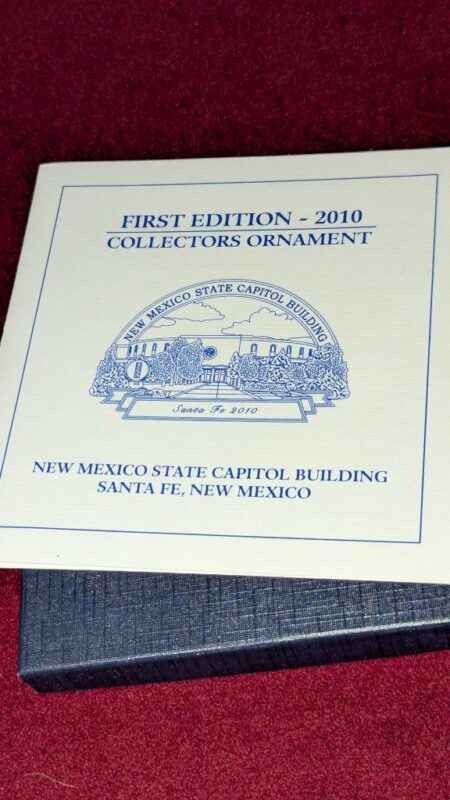 FIRST EDITION - 2010
COLLECTORS ORNAMENT
NEW MEXICO STATE CAPITOL BUILDING
Santa Fe 2010
NEW MEXICO STATE CAPITOL BUILDING
SANTA FE, NEW MEXICO